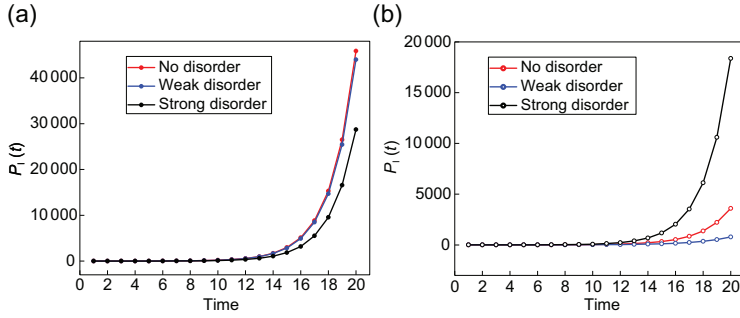 (a)
P_I (t)
40 000
30 000
20 000
10 000
0
No disorder
Weak disorder
Strong disorder
0 2 4 6 8 10 12 14 16 18 20
Time
(b)
P_I (t)
20 000
15 000
10 000
5000
0
No disorder
Weak disorder
Strong disorder
0 2 4 6 8 10 12 14 16 18 20
Time